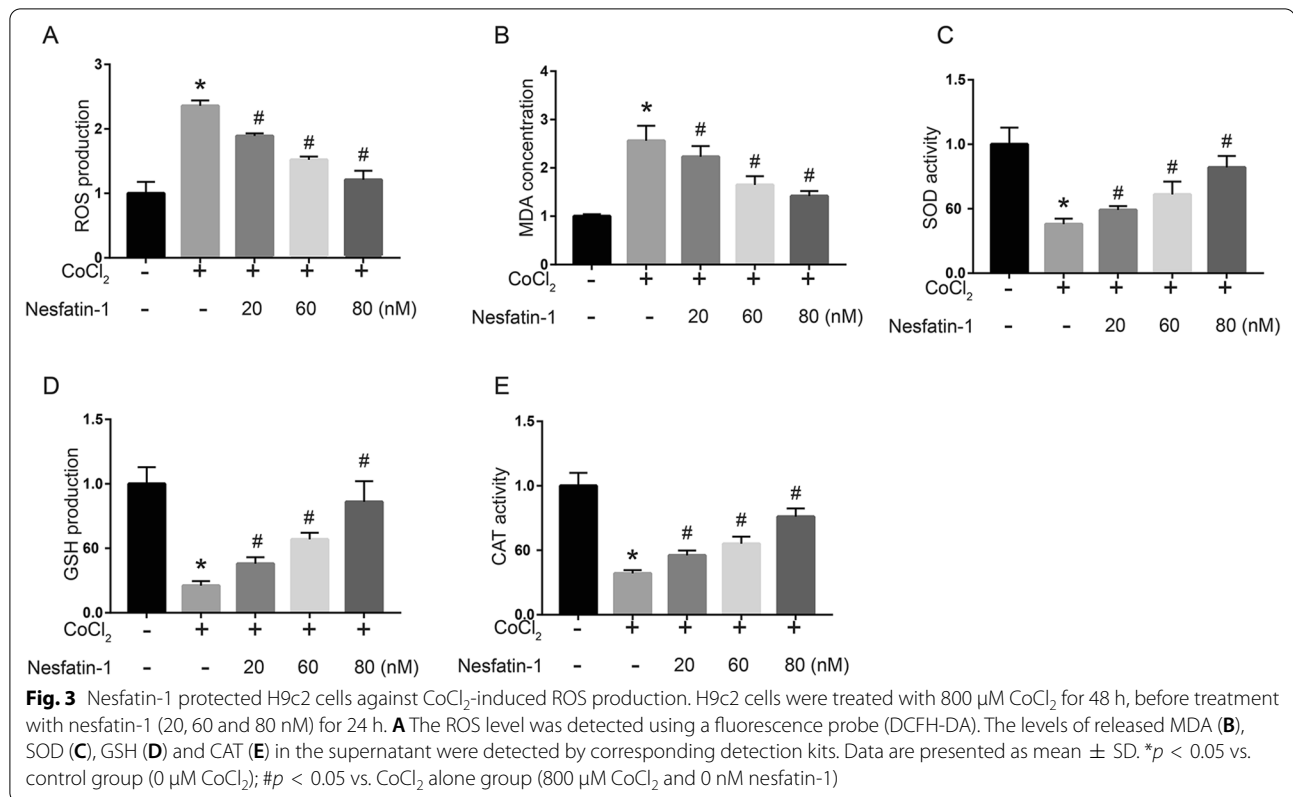 A
ROS production
3
2
1
0
*
#
#
#
CoCl₂ - + + + +
Nesfatin-1 - - 20 60 80 (nM)
B
MDA concentration
4
3
2
1
0
*
#
#
#
CoCl₂ - + + + +
Nesfatin-1 - - 20 60 80 (nM)
C
SOD activity
1.5
1.0
60
0.0
*
#
#
#
CoCl₂ - + + + +
Nesfatin-1 - - 20 60 80 (nM)
D
GSH production
1.5
1.0
60
0.0
*
#
#
#
CoCl₂ - + + + +
Nesfatin-1 - - 20 60 80 (nM)
E
CAT activity
1.5
1.0
60
0.0
*
#
#
#
CoCl₂ - + + + +
Nesfatin-1 - - 20 60 80 (nM)
Fig. 3 Nesfatin-1 protected H9c2 cells against CoCl₂-induced ROS production. H9c2 cells were treated with 800 μM CoCl₂ for 48 h, before treatment
with nesfatin-1 (20, 60 and 80 nM) for 24 h. A The ROS level was detected using a fluorescence probe (DCFH-DA). The levels of released MDA (B),
SOD (C), GSH (D) and CAT (E) in the supernatant were detected by corresponding detection kits. Data are presented as mean ± SD. *p < 0.05 vs.
control group (0 μM CoCl₂); #p < 0.05 vs. CoCl₂ alone group (800 μM CoCl₂ and 0 nM nesfatin-1)